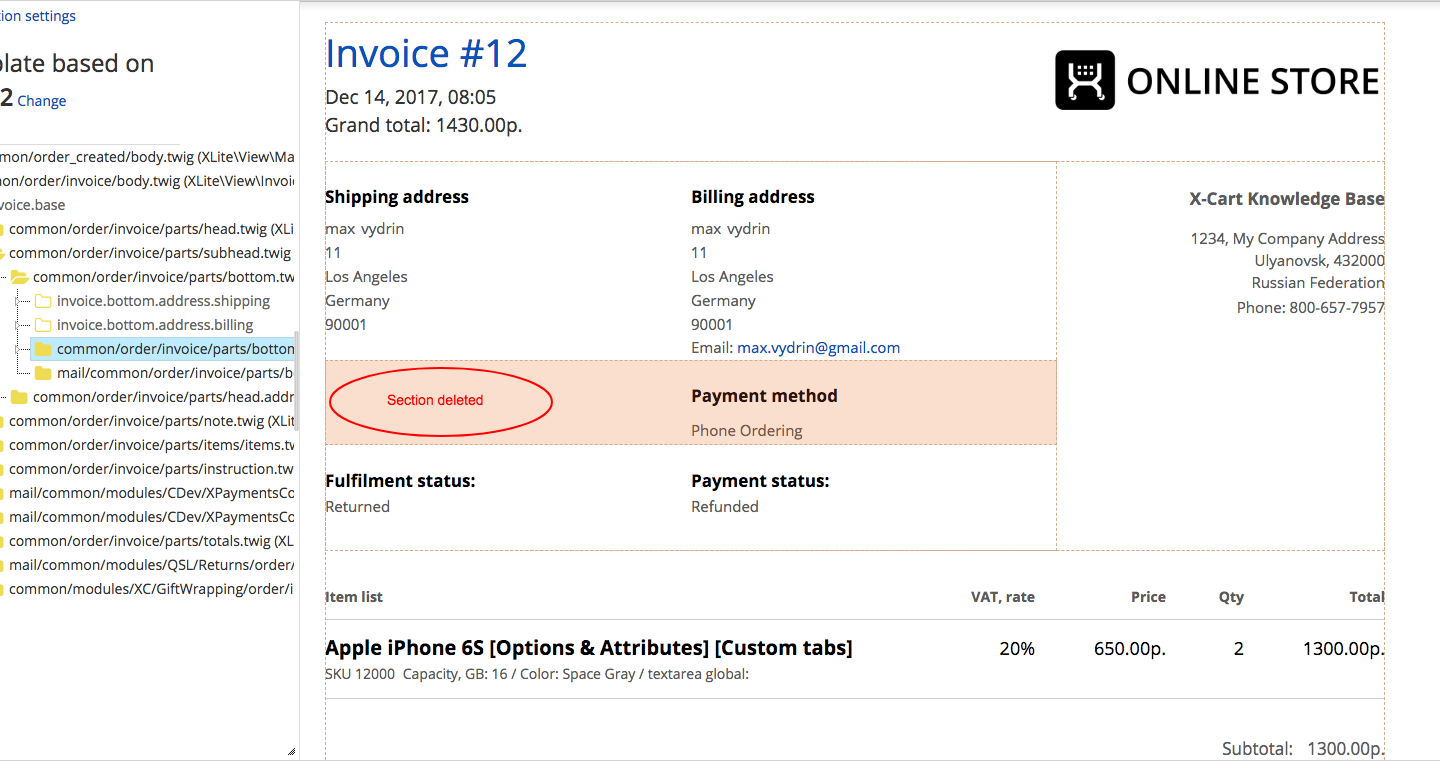 ion settings
late based on
2 Change
mon/order_created/body.twig (XLite\View\Ma
on/order/invoice/body.twig (XLite\View\Invoi
voice.base
common/order/invoice/parts/head.twig (XLi
common/order/invoice/parts/subhead.twig
common/order/invoice/parts/bottom.tw
invoice.bottom.address.shipping
invoice.bottom.address.billing
common/order/invoice/parts/botton
mail/common/order/invoice/parts/b
common/order/invoice/parts/head.addr
common/order/invoice/parts/note.twig (XLit
common/order/invoice/parts/items/items.tw
common/order/invoice/parts/instruction.tw
mail/common/modules/CDev/XPaymentsCo
mail/common/modules/CDev/XPaymentsCo
common/order/invoice/parts/totals.twig (XL
mail/common/modules/QSL/Returns/order/
common/modules/XC/GiftWrapping/order/i
Invoice #12
Dec 14, 2017, 08:05
Grand total: 1430.00р.
ONLINE STORE
Shipping address
max vydrin
11
Los Angeles
Germany
90001
Billing address
max vydrin
11
Los Angeles
Germany
90001
Email: max.vydrin@gmail.com
X-Cart Knowledge Base
1234, My Company Address
Ulyanovsk, 432000
Russian Federation
Phone: 800-657-7957
Section deleted
Payment method
Phone Ordering
Fulfilment status:
Returned
Payment status:
Refunded
Item list VAT, rate Price Qty Total
Apple iPhone 6S [Options & Attributes] [Custom tabs] 20% 650.00р. 2 1300.00р.
SKU 12000 Capacity, GB: 16 / Color: Space Gray / textarea global:
Subtotal: 1300.00р.